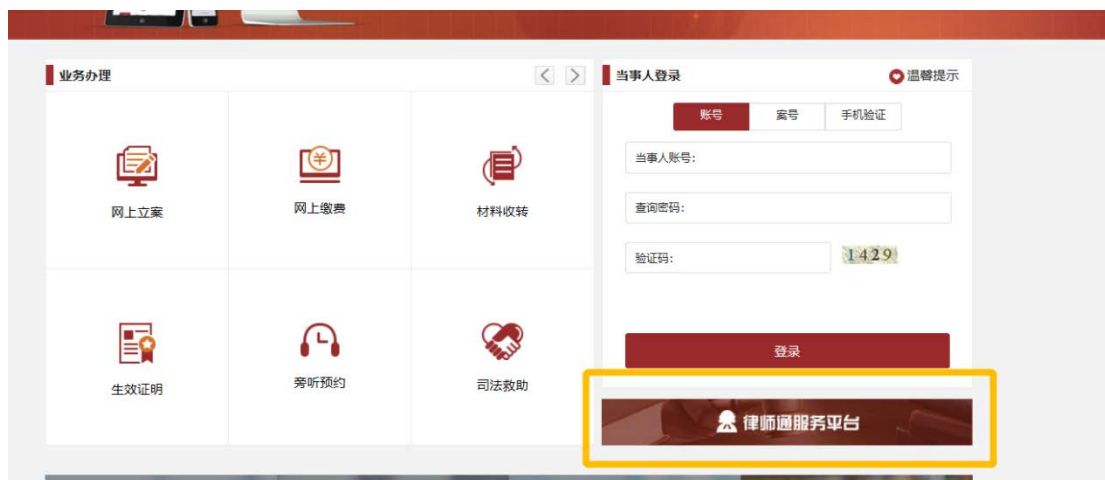 业务办理
当事人登录
温馨提示
账号
案号
手机验证
当事人账号：
网上立案
网上缴费
材料收转
查询密码：
验证码：
1429
登录
生效证明
旁听预约
司法救助
律师通服务平台